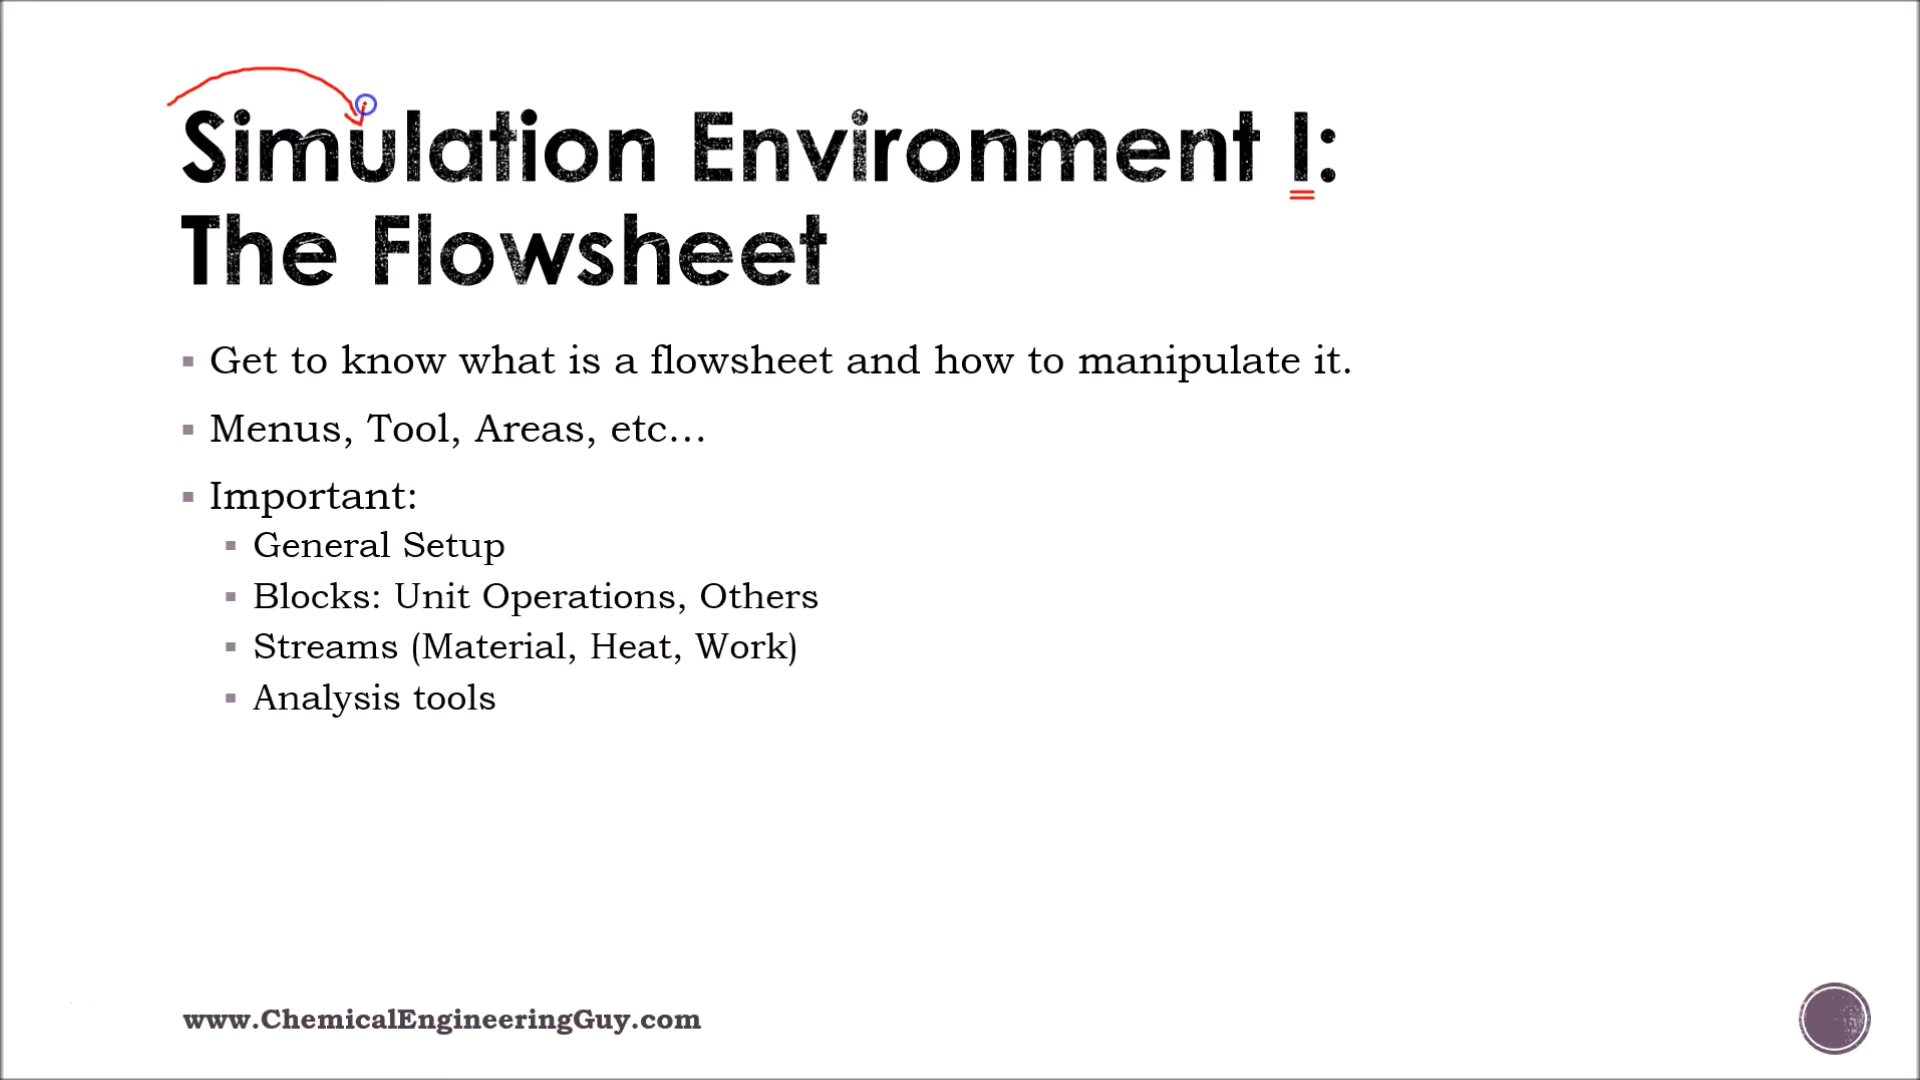 Simulation Environment I:
The Flowsheet
Get to know what is a flowsheet and how to manipulate it.
Menus, Tool, Areas, etc…
Important:
General Setup
Blocks: Unit Operations, Others
Streams (Material, Heat, Work)
Analysis tools
www.ChemicalEngineeringGuy.com